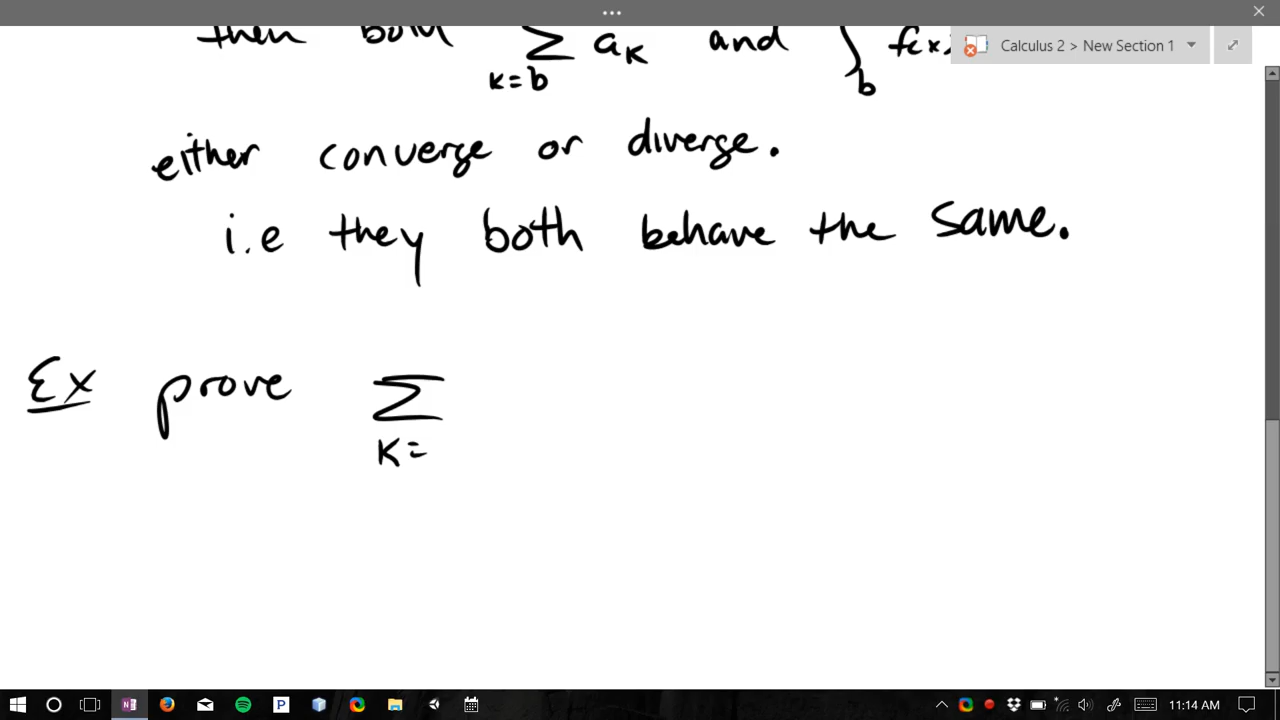 Calculus 2 > New Section 1
then both ∑ aₖ and ∫ f(x)
k=b b
either converge or diverge.
i.e they both behave the same.
Ex prove ∑
K=
11:14 AM